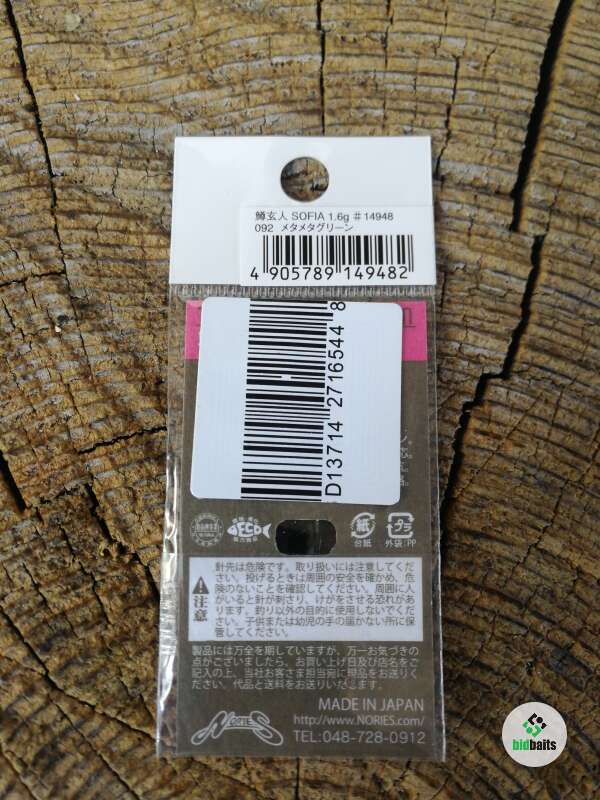 鱒玄人 SOFIA 1.6g #14948
092 メタメタグリーン
4 905789 149482
D13714 2716544 8
ECO
紙
台紙
プラ
外袋:PP
注意
針先は危険です。取り扱いには注意してくだ
さい。投げるときは周囲の安全を確かめ、危
険のないことを確認してください。周囲に人
がいると針が刺さり、けがをさせる恐れがあ
ります。釣り以外の目的に使用しないでくだ
さい。子供または幼児の手の届かない所に保
管してください。
製品には万全を期していますが、万一お気づきの
点がございましたら、お買い上げ日及び店名をご
記入の上、当社お客さま担当宛に現品をお送りく
ださい。代品と送料をお送りいたします。
MADE IN JAPAN
NORIES
http://www.NORIES.com/
TEL:048-728-0912
bidbaits